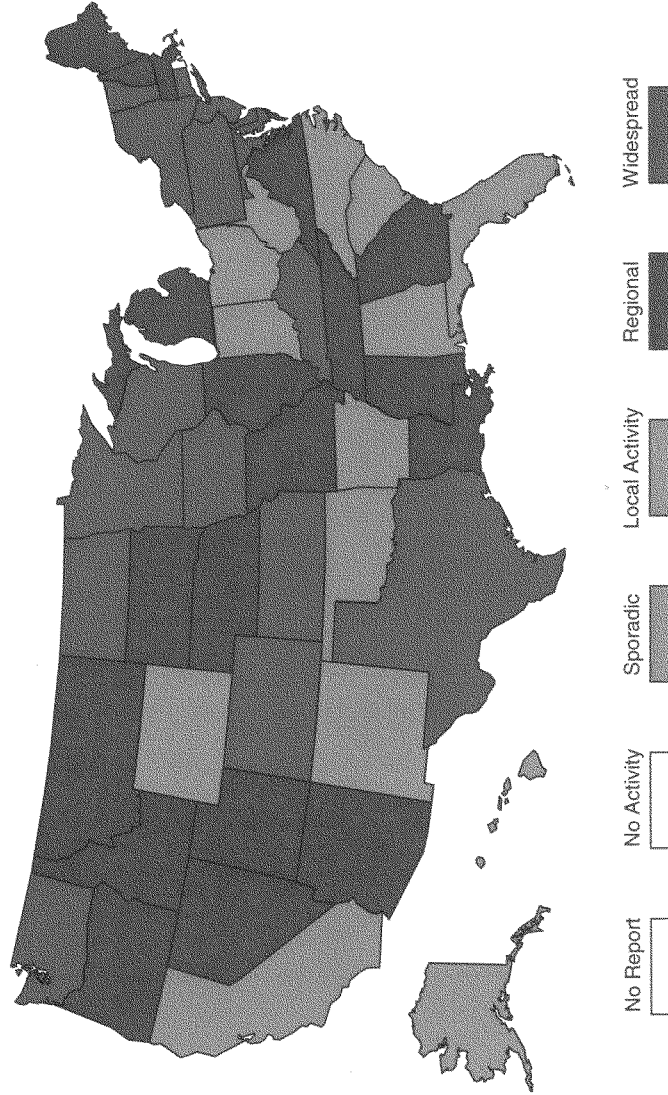 No Report
No Activity
Sporadic
Local Activity
Regional
Widespread